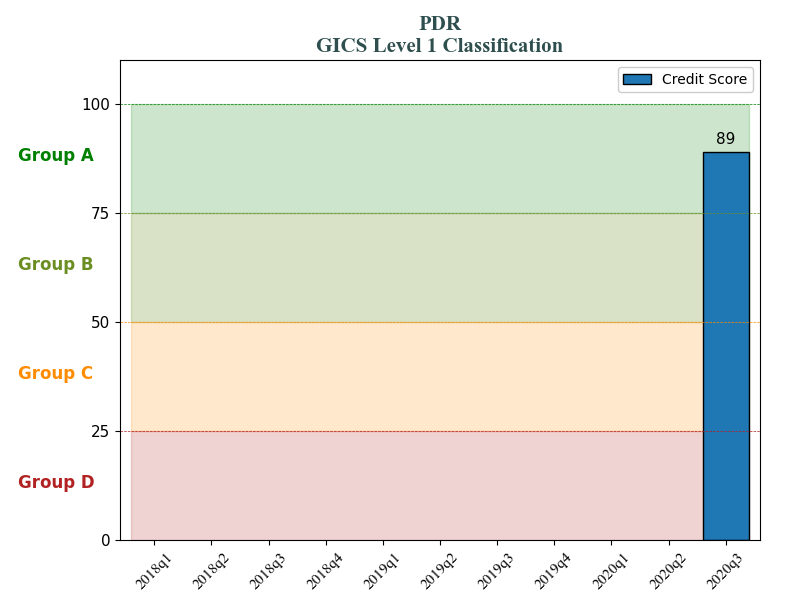 PDR
GICS Level 1 Classification
Credit Score
100
89
Group A
75
Group B
50
Group C
25
Group D
0
2018q1 2018q2 2018q3 2018q4 2019q1 2019q2 2019q3 2019q4 2020q1 2020q2 2020q3